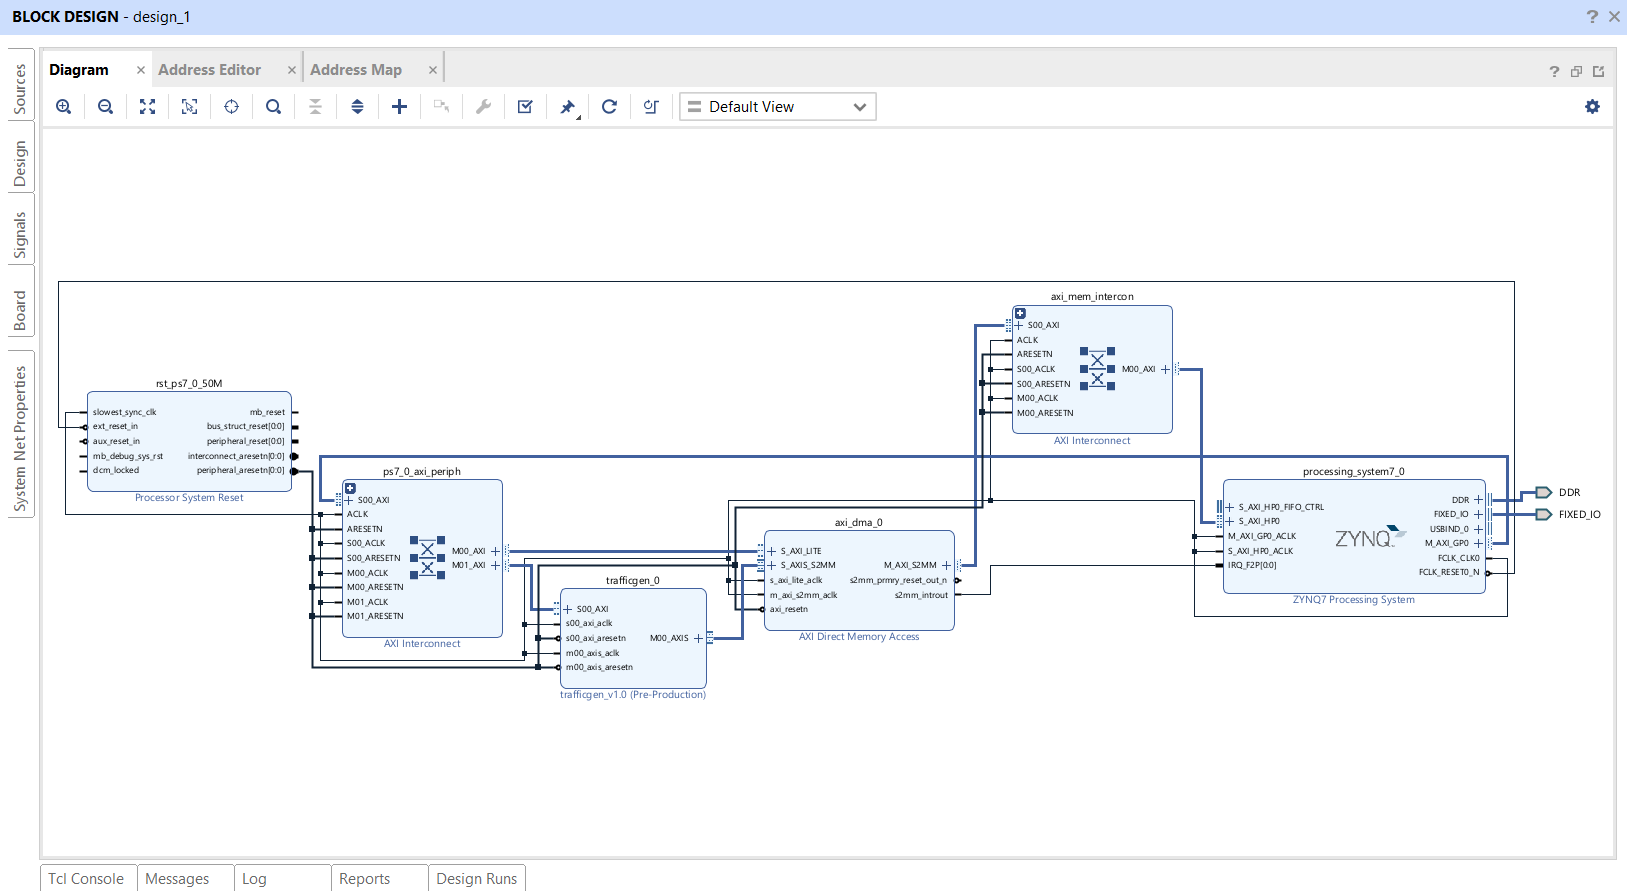 BLOCK DESIGN - design_1
? ×
Sources
Design
Signals
Board
System Net Properties
Diagram × Address Editor × Address Map ×
?
Default View
rst_ps7_0_50M
slowest_sync_clk
ext_reset_in
aux_reset_in
mb_debug_sys_rst
dcm_locked
mb_reset
bus_struct_reset[0:0]
peripheral_reset[0:0]
interconnect_aresetn[0:0]
peripheral_aresetn[0:0]
Processor System Reset
ps7_0_axi_periph
S00_AXI
ACLK
ARESETN
S00_ACLK
S00_ARESETN
M00_ACLK
M00_ARESETN
M01_ACLK
M01_ARESETN
M00_AXI
M01_AXI
AXI Interconnect
trafficgen_0
S00_AXI
s00_axi_aclk
s00_axi_aresetn
m00_axis_aclk
m00_axis_aresetn
M00_AXIS
trafficgen_v1.0 (Pre-Production)
axi_dma_0
S_AXI_LITE
S_AXIS_S2MM
s_axi_lite_aclk
m_axi_s2mm_aclk
axi_resetn
M_AXI_S2MM
s2mm_prmry_reset_out_n
s2mm_introut
AXI Direct Memory Access
axi_mem_intercon
S00_AXI
ACLK
ARESETN
S00_ACLK
S00_ARESETN
M00_ACLK
M00_ARESETN
M00_AXI
AXI Interconnect
processing_system7_0
S_AXI_HP0_FIFO_CTRL
S_AXI_HP0
M_AXI_GP0_ACLK
S_AXI_HP0_ACLK
IRQ_F2P[0:0]
ZYNQ
DDR
FIXED_IO
USBIND_0
M_AXI_GP0
FCLK_CLK0
FCLK_RESET0_N
ZYNQ7 Processing System
DDR
FIXED_IO
Tcl Console
Messages
Log
Reports
Design Runs